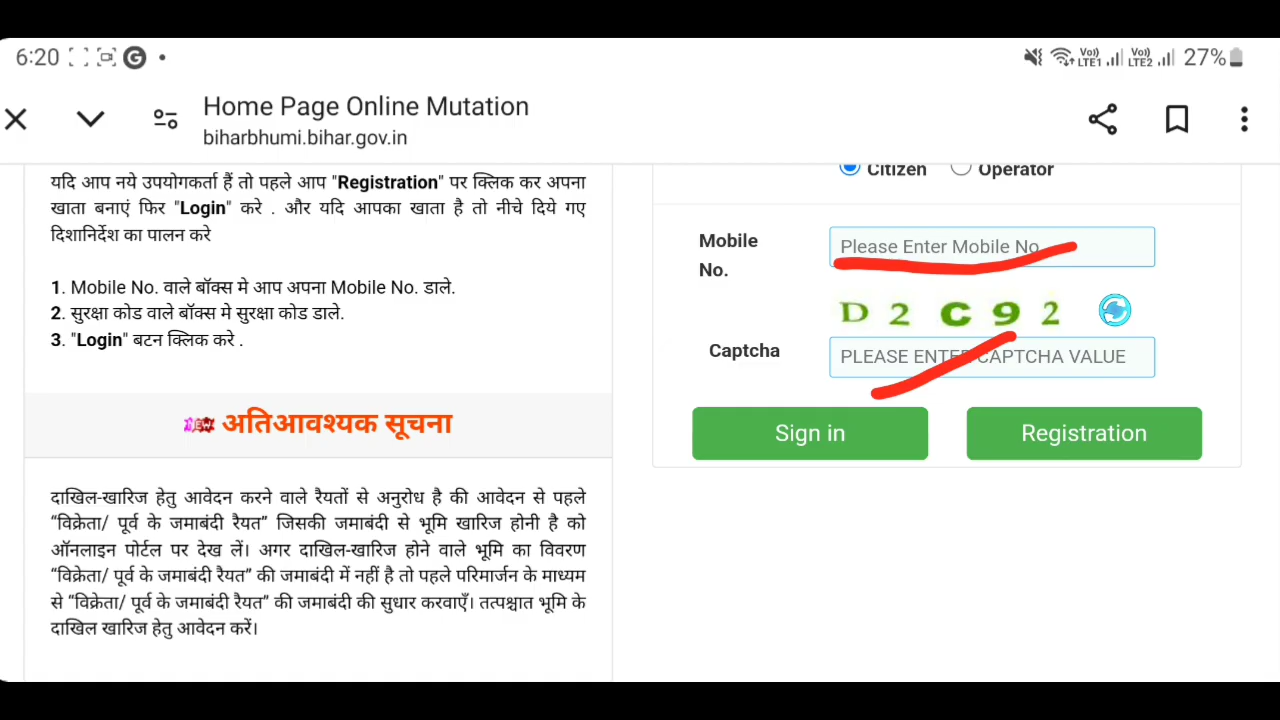 6:20
Vo)) LTE1 Vo)) LTE2 27%
Home Page Online Mutation
biharbhumi.bihar.gov.in
यदि आप नये उपयोगकर्ता हैं तो पहले आप "Registration" पर क्लिक कर अपना
खाता बनाएं फिर "Login" करे . और यदि आपका खाता है तो नीचे दिये गए
दिशानिर्देश का पालन करे
1. Mobile No. वाले बॉक्स मे आप अपना Mobile No. डाले.
2. सुरक्षा कोड वाले बॉक्स मे सुरक्षा कोड डाले.
3. "Login" बटन क्लिक करे .
NEW अतिआवश्यक सूचना
दाखिल-खारिज हेतु आवेदन करने वाले रैयतों से अनुरोध है की आवेदन से पहले
“विक्रेता/ पूर्व के जमाबंदी रैयत” जिसकी जमाबंदी से भूमि खारिज होनी है को
ऑनलाइन पोर्टल पर देख लें। अगर दाखिल-खारिज होने वाले भूमि का विवरण
“विक्रेता/ पूर्व के जमाबंदी रैयत” की जमाबंदी में नहीं है तो पहले परिमार्जन के माध्यम
से “विक्रेता/ पूर्व के जमाबंदी रैयत” की जमाबंदी की सुधार करवाएँ। तत्पश्चात भूमि के
दाखिल खारिज हेतु आवेदन करें।
Citizen Operator
Mobile
No.
Please Enter Mobile No
D 2 C 9 2
Captcha
PLEASE ENTER CAPTCHA VALUE
Sign in
Registration